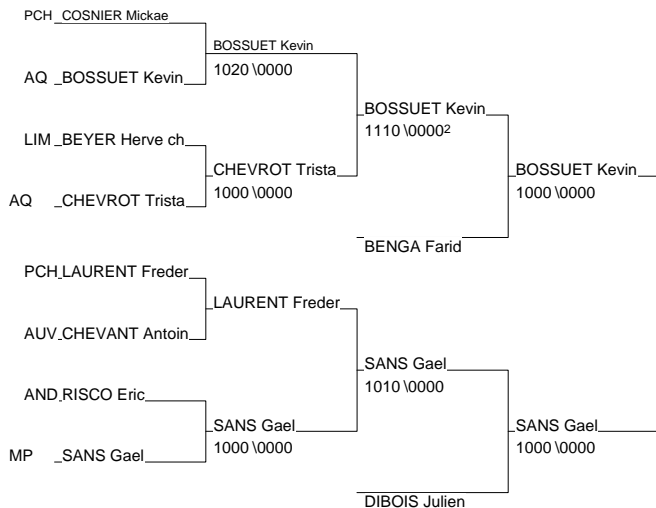 PCH COSNIER Mickae
BOSSUET Kevin
1020 \0000
AQ BOSSUET Kevin
BOSSUET Kevin
1110 \0000²
LIM BEYER Herve ch
CHEVROT Trista
1000 \0000
BOSSUET Kevin
1000 \0000
AQ CHEVROT Trista
BENGA Farid
PCH LAURENT Freder
LAURENT Freder
AUV CHEVANT Antoin
SANS Gael
1010 \0000
AND RISCO Eric
SANS Gael
1000 \0000
SANS Gael
1000 \0000
MP SANS Gael
DIBOIS Julien